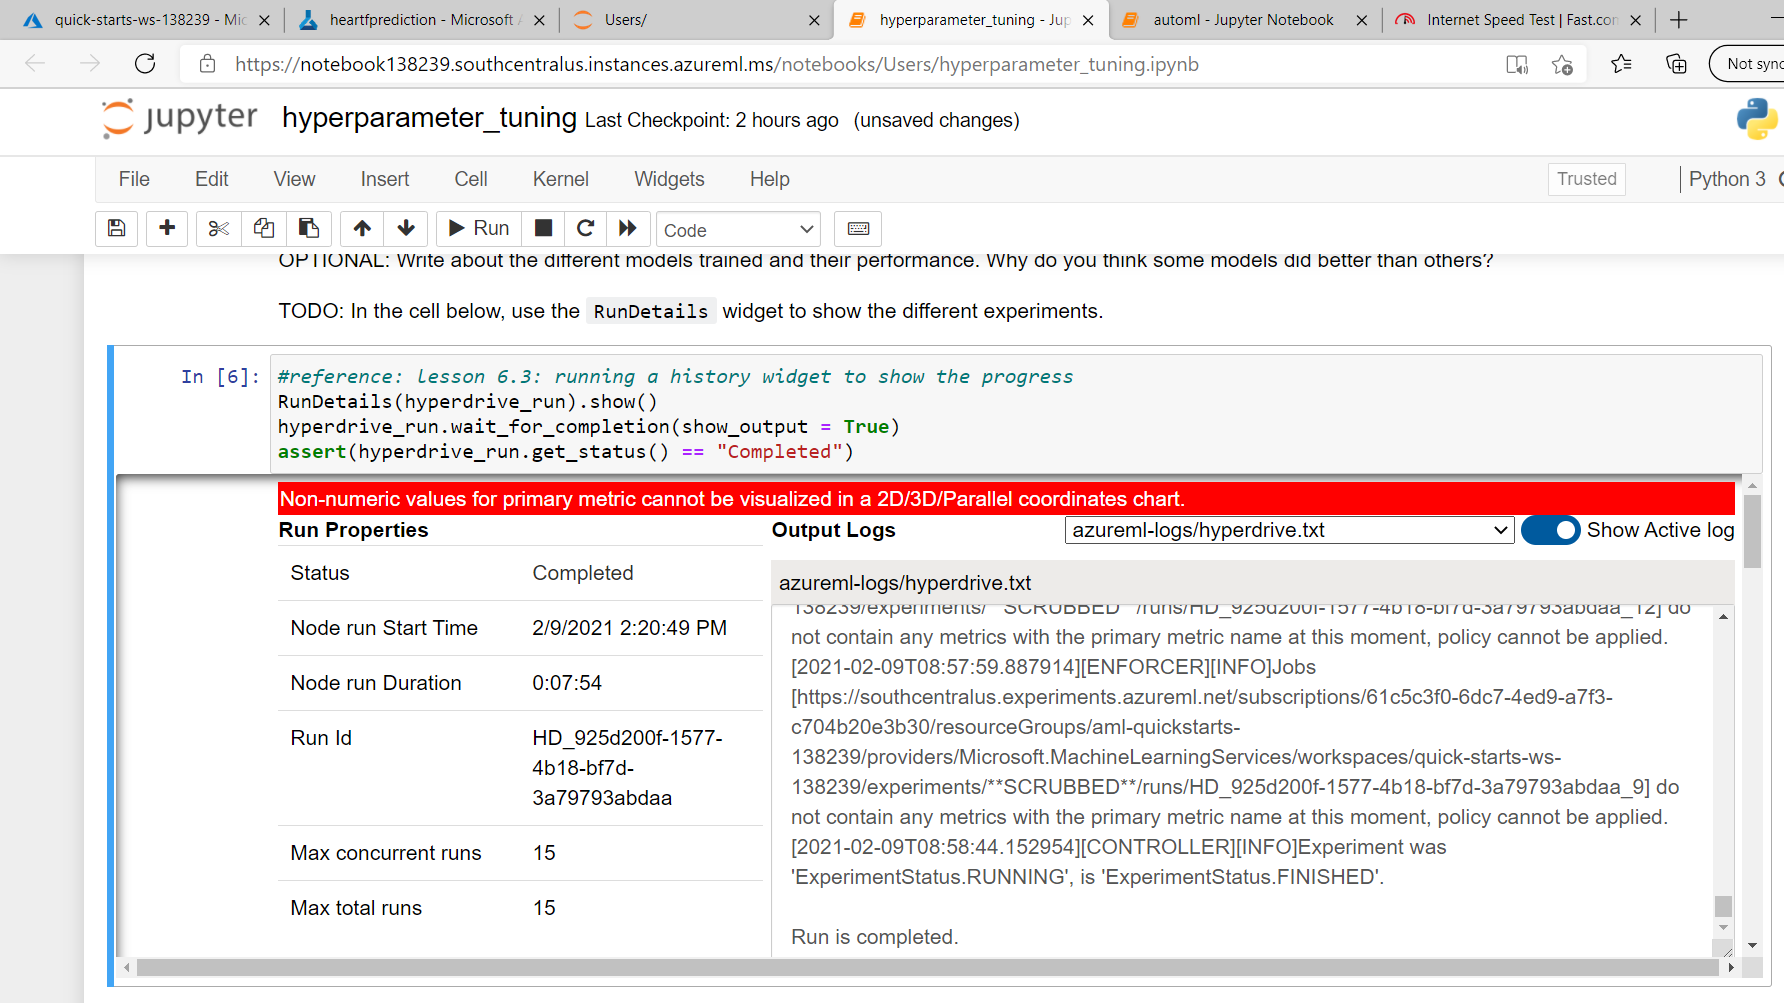 quick-starts-ws-138239 - Mic
heartfprediction - Microsoft A
Users/
hyperparameter_tuning - Jup
automl - Jupyter Notebook
Internet Speed Test | Fast.con
https://notebook138239.southcentralus.instances.azureml.ms/notebooks/Users/hyperparameter_tuning.ipynb
Not sync
jupyter hyperparameter_tuning Last Checkpoint: 2 hours ago (unsaved changes)
File Edit View Insert Cell Kernel Widgets Help Trusted Python 3
Run Code
OPTIONAL: Write about the different models trained and their performance. Why do you think some models did better than others?
TODO: In the cell below, use the RunDetails widget to show the different experiments.
In [6]: #reference: lesson 6.3: running a history widget to show the progress
RunDetails(hyperdrive_run).show()
hyperdrive_run.wait_for_completion(show_output = True)
assert(hyperdrive_run.get_status() == "Completed")
Non-numeric values for primary metric cannot be visualized in a 2D/3D/Parallel coordinates chart.
Run Properties
Status Completed
Node run Start Time 2/9/2021 2:20:49 PM
Node run Duration 0:07:54
Run Id HD_925d200f-1577-
4b18-bf7d-
3a79793abdaa
Max concurrent runs 15
Max total runs 15
Output Logs azureml-logs/hyperdrive.txt Show Active log
azureml-logs/hyperdrive.txt
138239/experiments/**SCRUBBED**/runs/HD_925d200f-1577-4b18-bf7d-3a79793abdaa_12] do
not contain any metrics with the primary metric name at this moment, policy cannot be applied.
[2021-02-09T08:57:59.887914][ENFORCER][INFO]Jobs
[https://southcentralus.experiments.azureml.net/subscriptions/61c5c3f0-6dc7-4ed9-a7f3-
c704b20e3b30/resourceGroups/aml-quickstarts-
138239/providers/Microsoft.MachineLearningServices/workspaces/quick-starts-ws-
138239/experiments/**SCRUBBED**/runs/HD_925d200f-1577-4b18-bf7d-3a79793abdaa_9] do
not contain any metrics with the primary metric name at this moment, policy cannot be applied.
[2021-02-09T08:58:44.152954][CONTROLLER][INFO]Experiment was
'ExperimentStatus.RUNNING', is 'ExperimentStatus.FINISHED'.
Run is completed.